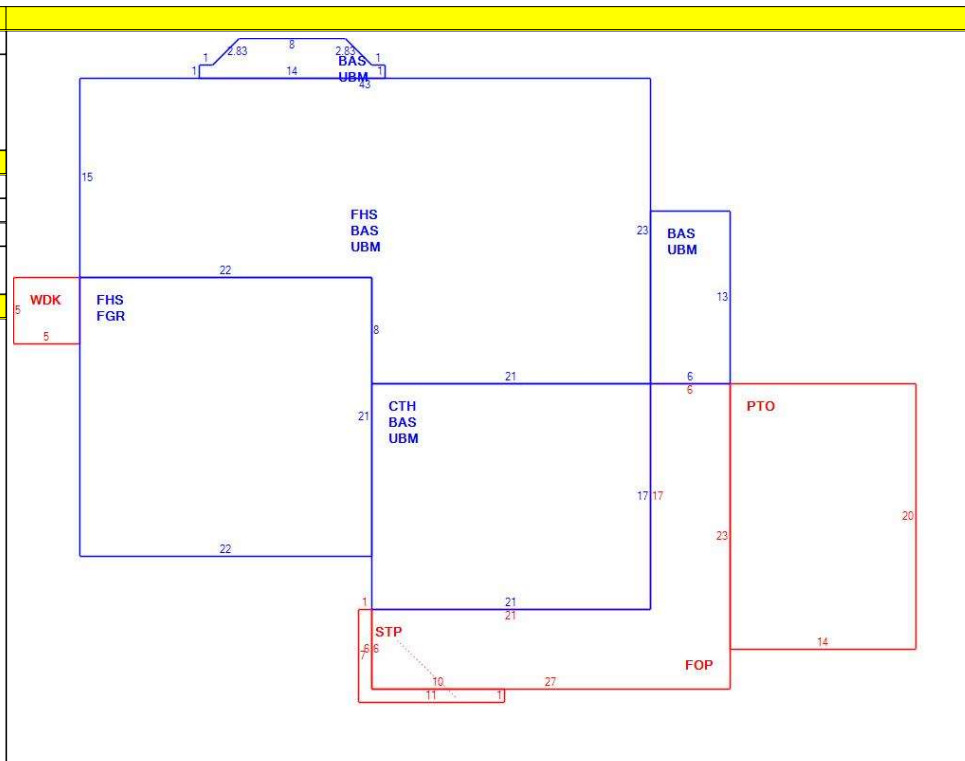 8
1 2.83 2.83 1
BAS
1 14 1
UBM
43
15
FHS
BAS
UBM
23
BAS
UBM
22
WDK
FHS
FGR
5
13
8
5
21
6
6
CTH
BAS
UBM
PTO
21
17 17
20
23
22
1
21
21
STP
7 6 6
14
FOP
10
27
11 1